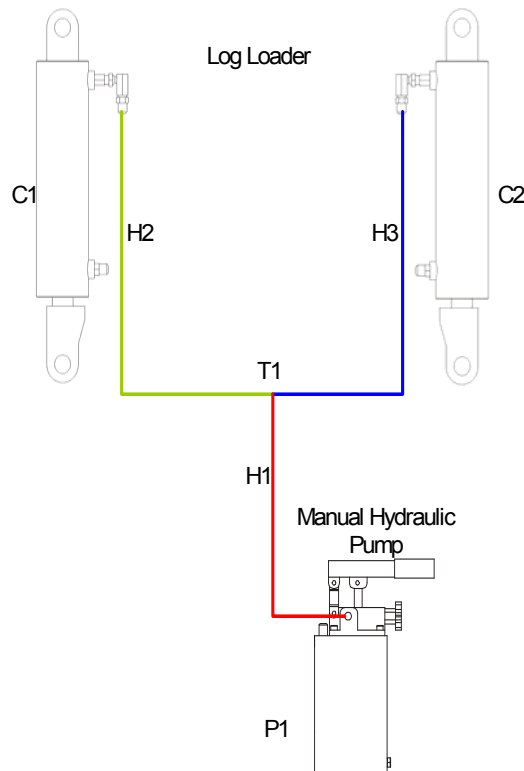 Log Loader
C1
C2
H2
H3
T1
H1
Manual Hydraulic
Pump
P1